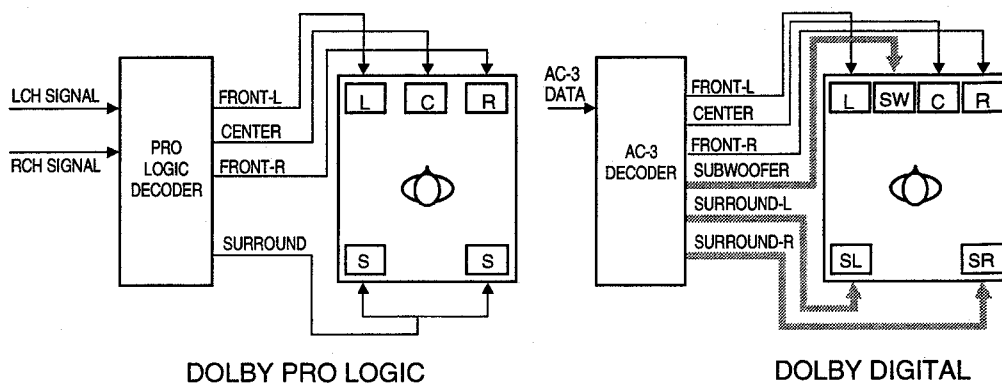 LCH SIGNAL
RCH SIGNAL
PRO
LOGIC
DECODER
FRONT-L
CENTER
FRONT-R
SURROUND
L C R
S S
DOLBY PRO LOGIC
AC-3
DATA
AC-3
DECODER
FRONT-L
CENTER
FRONT-R
SUBWOOFER
SURROUND-L
SURROUND-R
L SW C R
SL SR
DOLBY DIGITAL